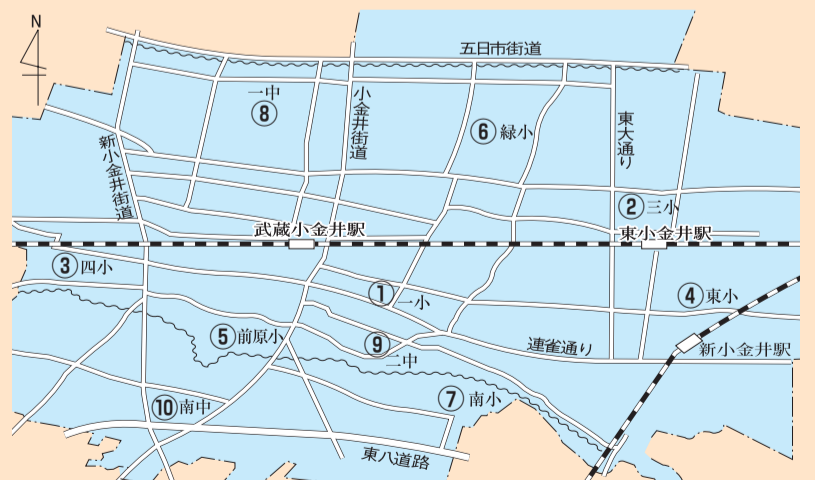 N
五日市街道
一中
⑧
小金井街道
⑥ 緑小
東大通り
新小金井街道
② 三小
武蔵小金井駅
東小金井駅
③ 四小
① 一小
④ 東小
⑤ 前原小
⑨
二中
連雀通り
新小金井駅
⑩ 南中
⑦ 南小
東八道路